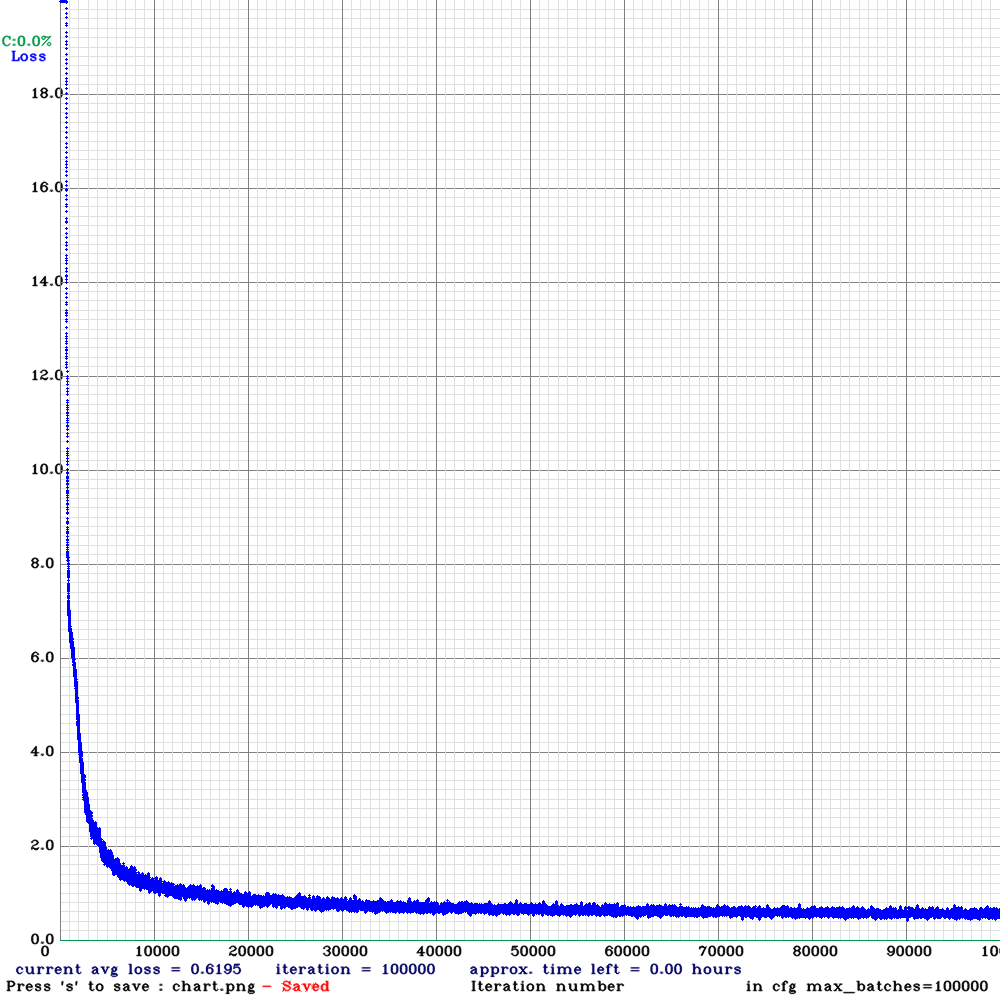 C:0.0%
Loss
18.0
16.0
14.0
12.0
10.0
8.0
6.0
4.0
2.0
0.0
0 10000 20000 30000 40000 50000 60000 70000 80000 90000 100
current avg loss = 0.6195 iteration = 100000 approx. time left = 0.00 hours
Press 's' to save : chart.png - Saved Iteration number in cfg max_batches=100000